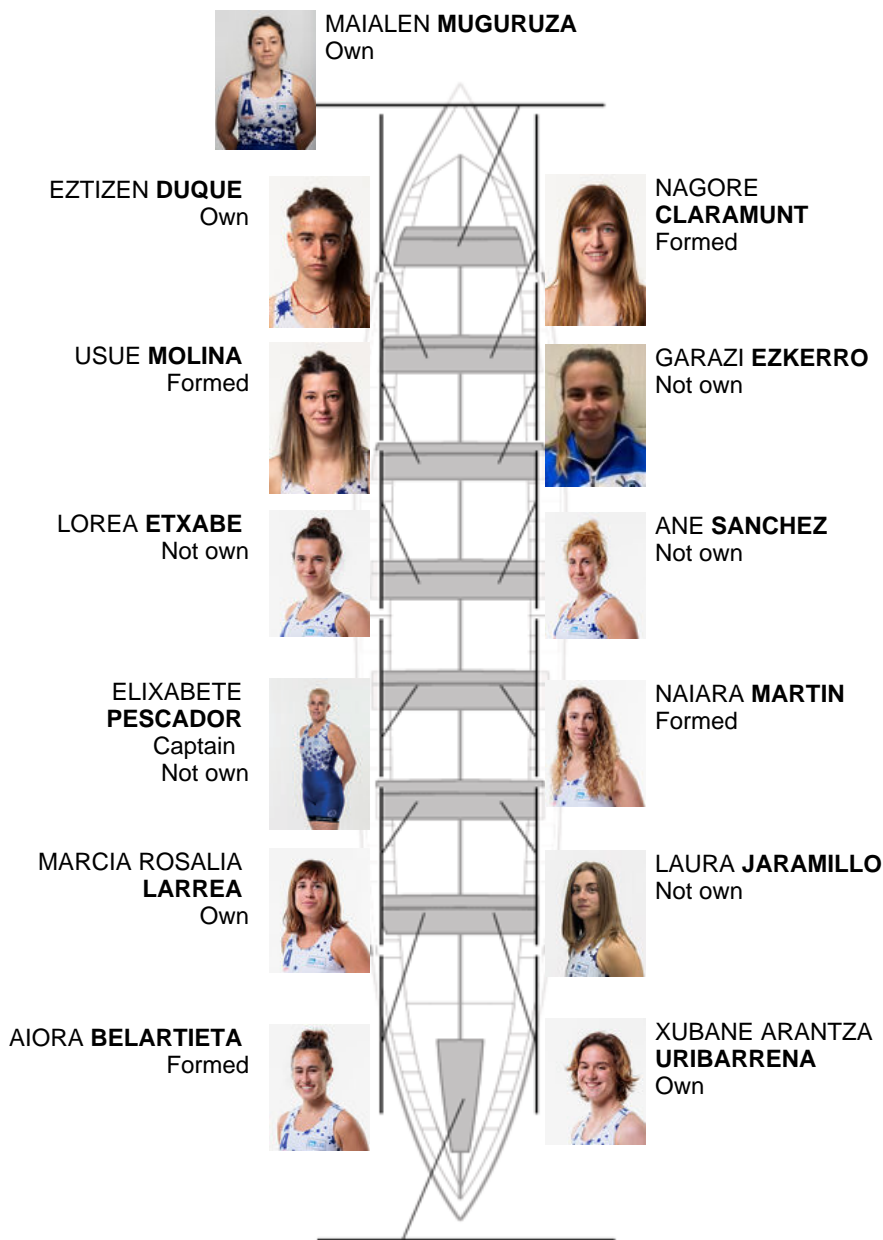 MAIALEN MUGURUZA
Own
EZTIZEN DUQUE
Own
NAGORE
CLARAMUNT
Formed
USUE MOLINA
Formed
GARAZI EZKERRO
Not own
LOREA ETXABE
Not own
ANE SANCHEZ
Not own
ELIXABETE
PESCADOR
Captain
Not own
NAIARA MARTIN
Formed
MARCIA ROSALIA
LARREA
Own
LAURA JARAMILLO
Not own
AIORA BELARTIETA
Formed
XUBANE ARANTZA
URIBARRENA
Own